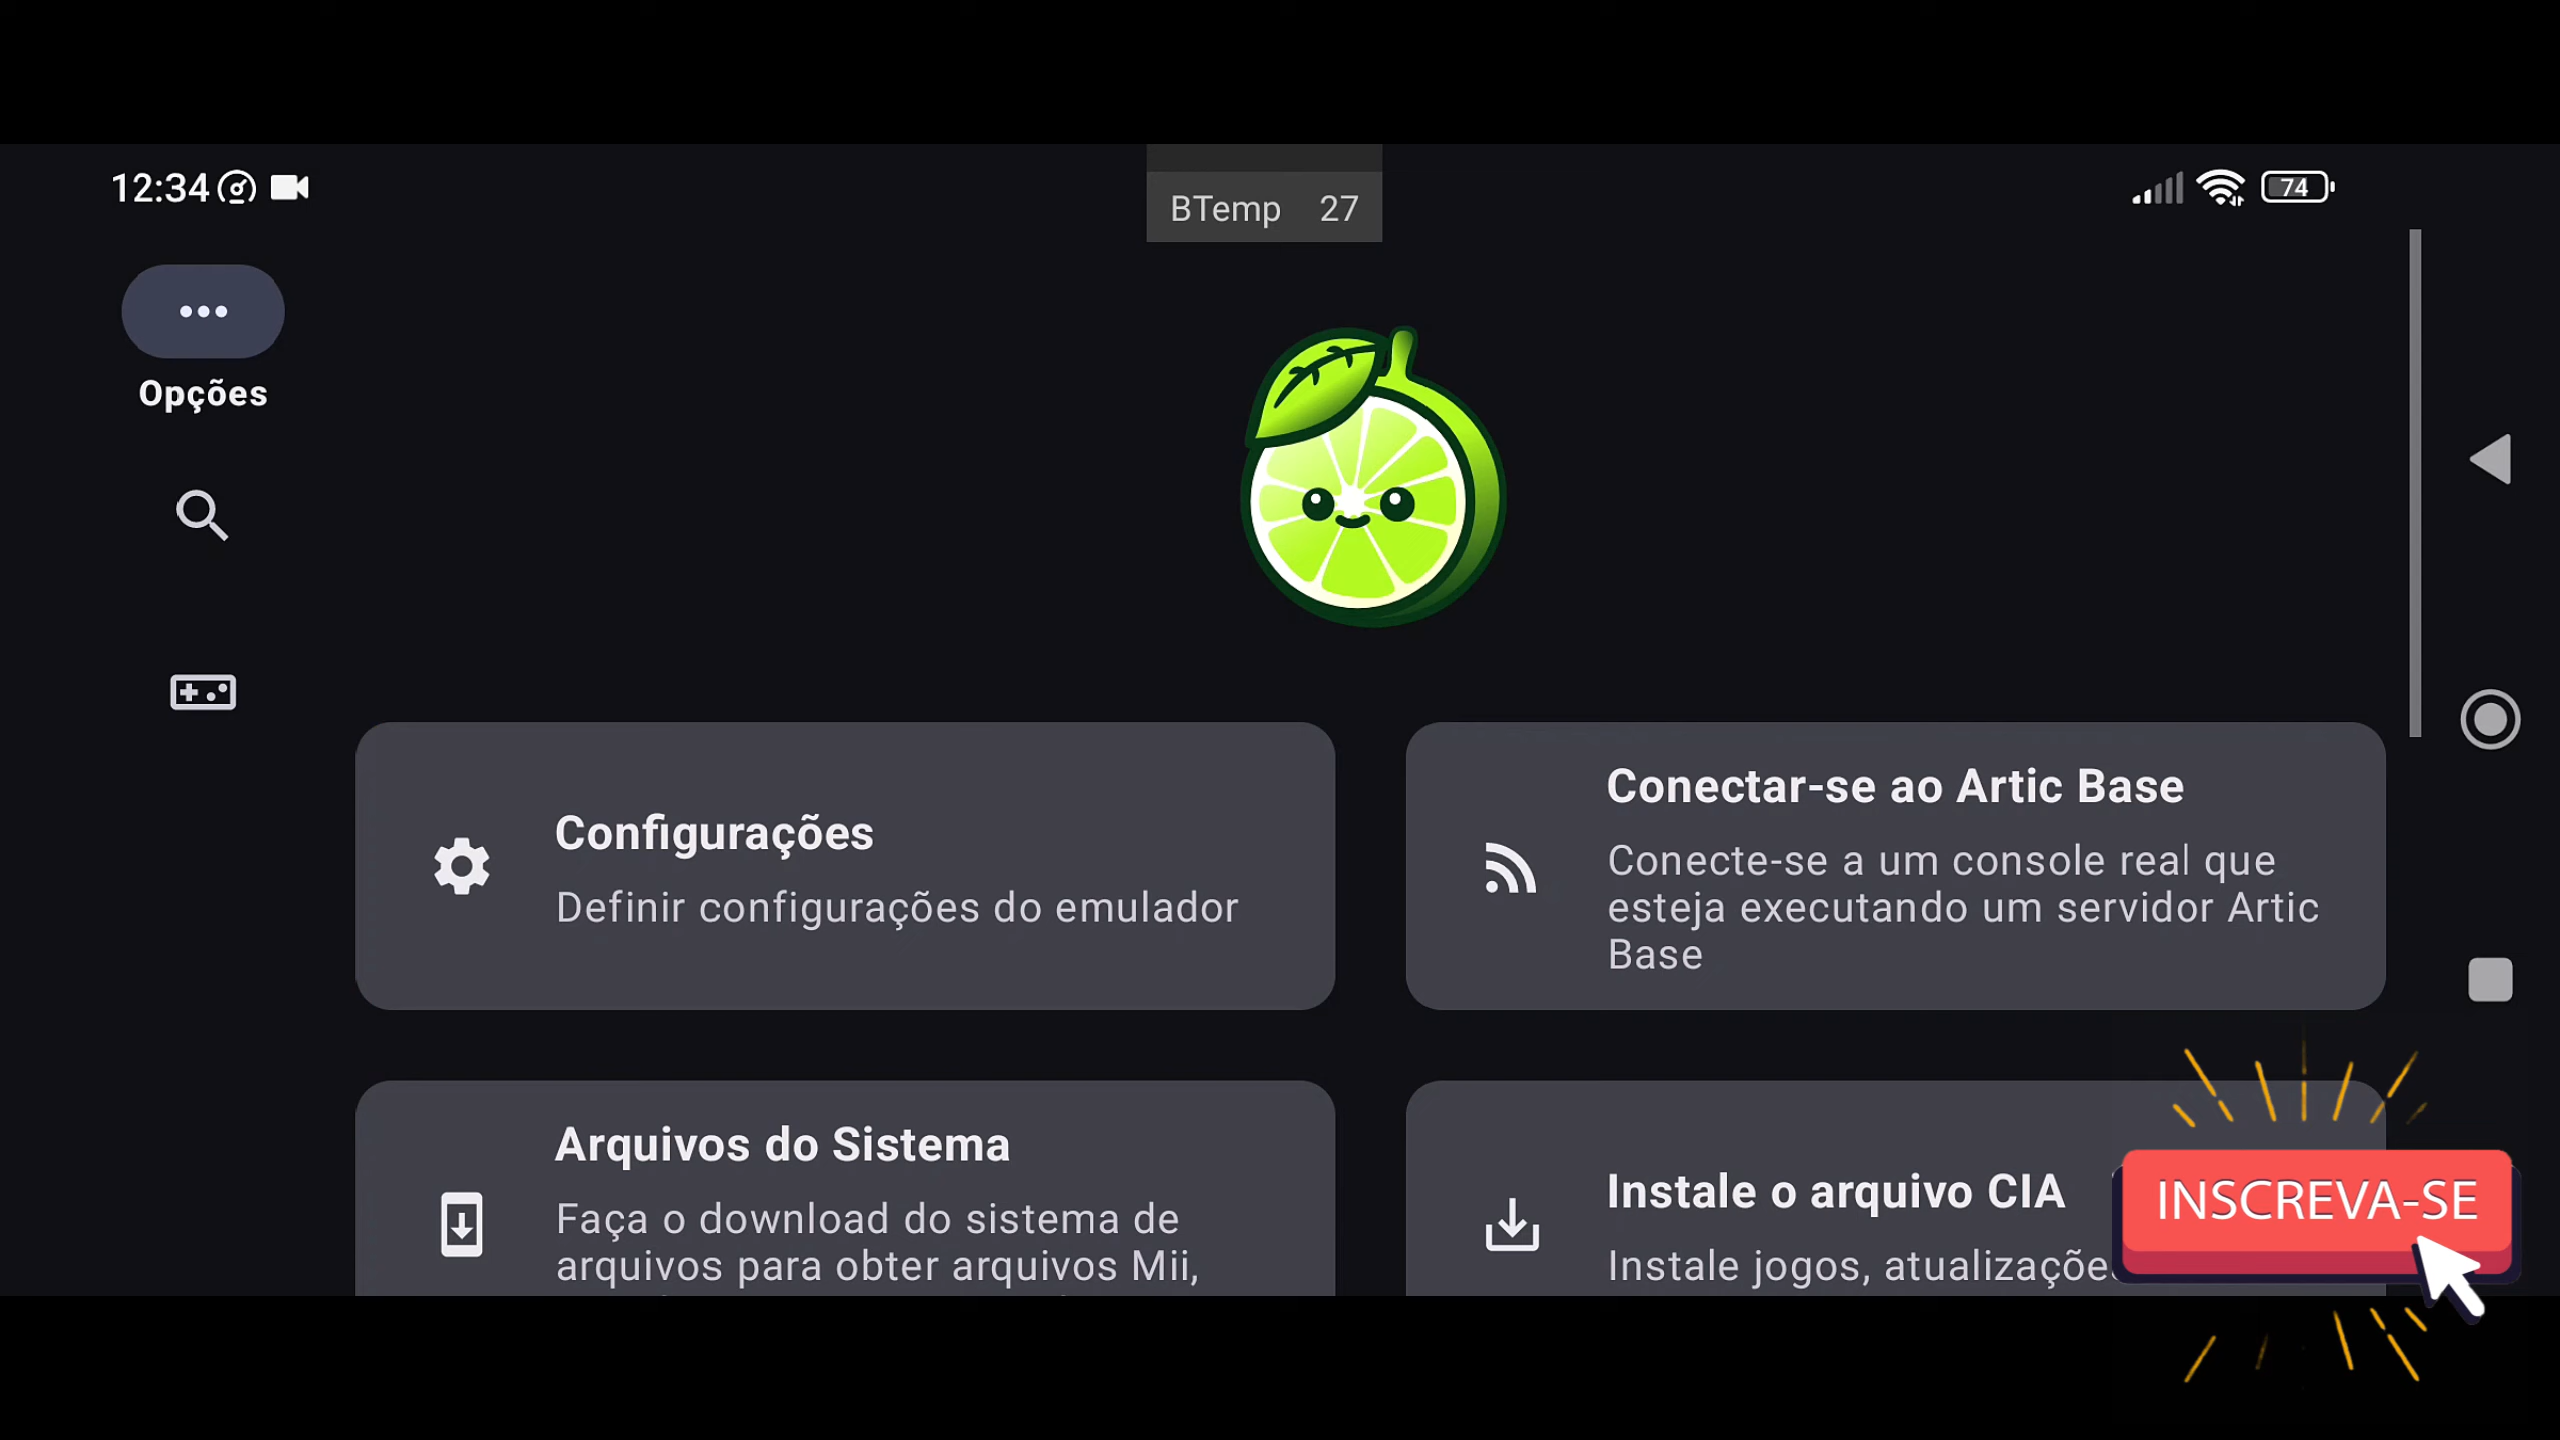 12:34
BTemp 27
74
Opções
Configurações
Definir configurações do emulador
Conectar-se ao Artic Base
Conecte-se a um console real que
esteja executando um servidor Artic
Base
Arquivos do Sistema
Faça o download do sistema de
arquivos para obter arquivos Mii,
Instale o arquivo CIA
Instale jogos,
INSCREVA-SE